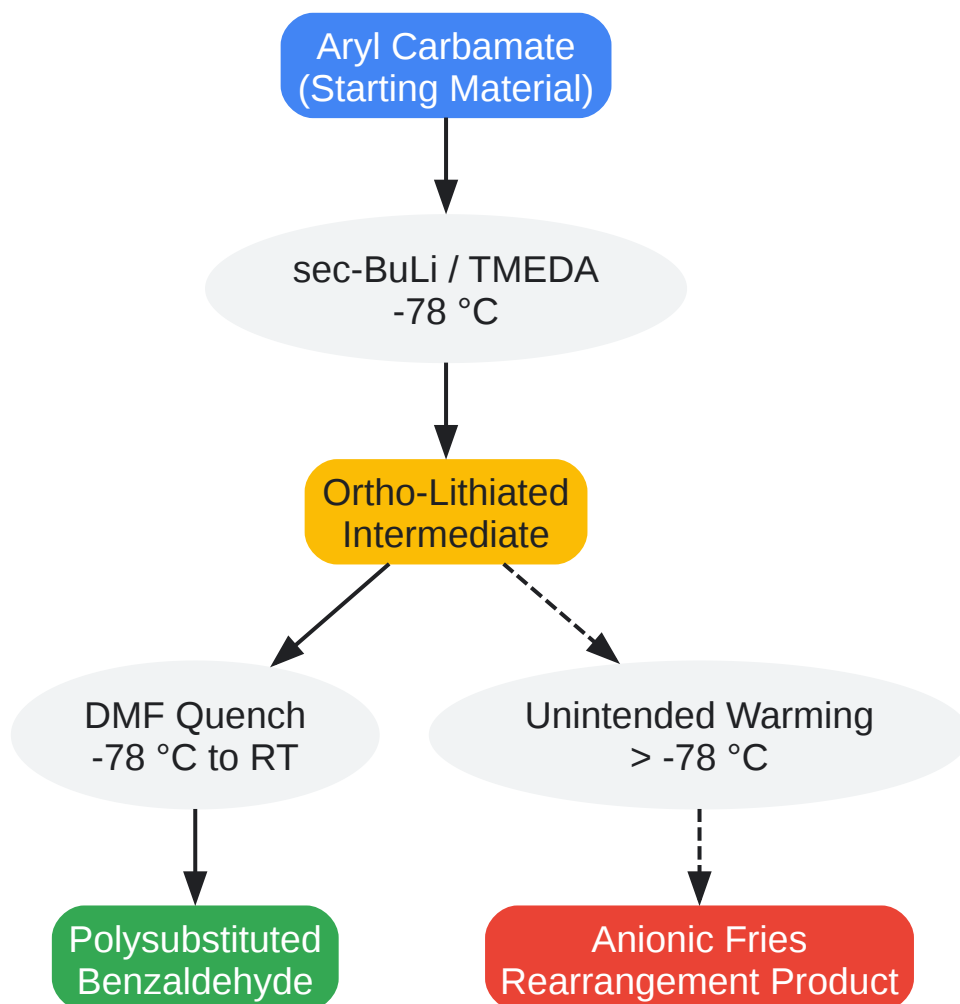 Aryl Carbamate
(Starting Material)
sec-BuLi / TMEDA
-78 °C
Ortho-Lithiated
Intermediate
DMF Quench
-78 °C to RT
Unintended Warming
> -78 °C
Polysubstituted
Benzaldehyde
Anionic Fries
Rearrangement Product